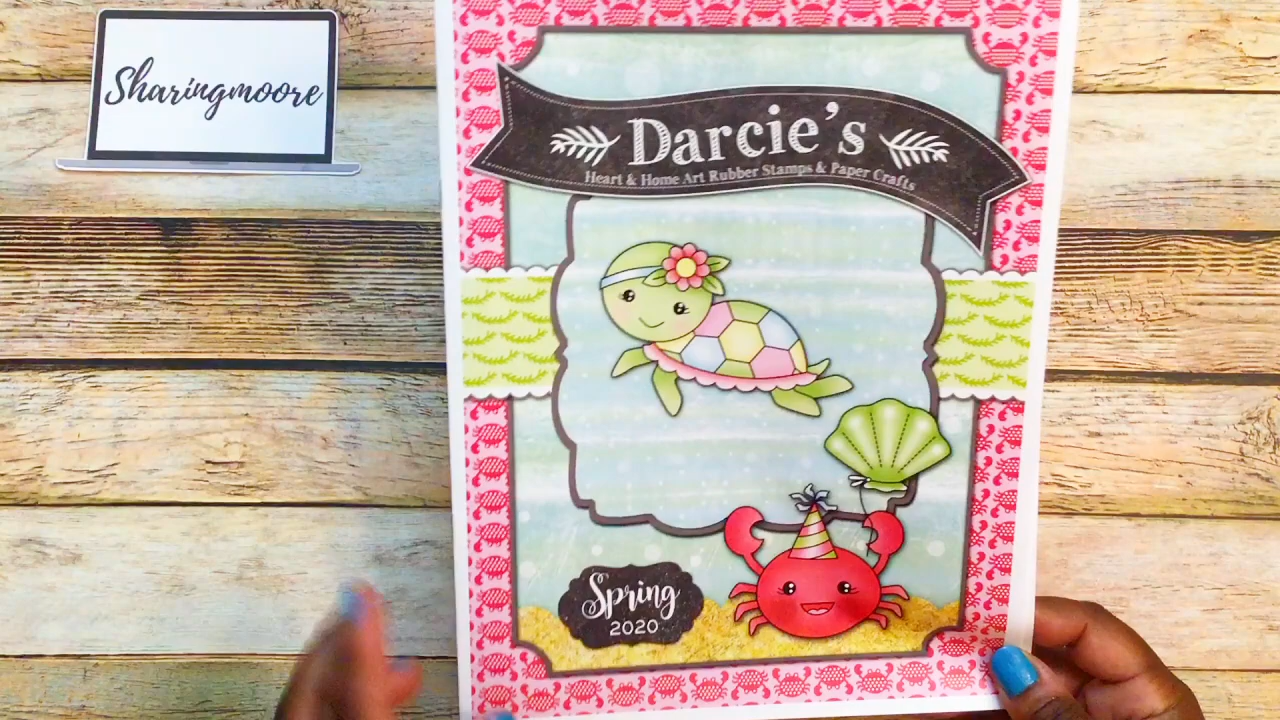 Sharingmoore
Darcie's
Heart & Home Art Rubber Stamps & Paper Crafts
Spring
2020